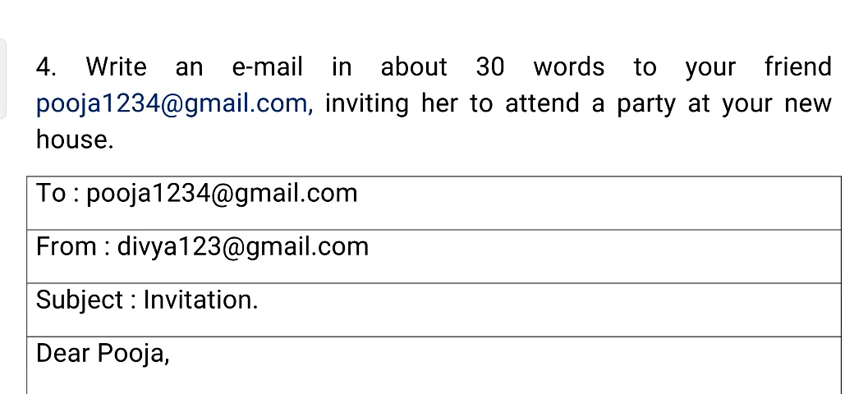 4. Write an e-mail in about 30 words to your friend
pooja1234@gmail.com, inviting her to attend a party at your new
house.
To : pooja1234@gmail.com
From : divya123@gmail.com
Subject : Invitation.
Dear Pooja,